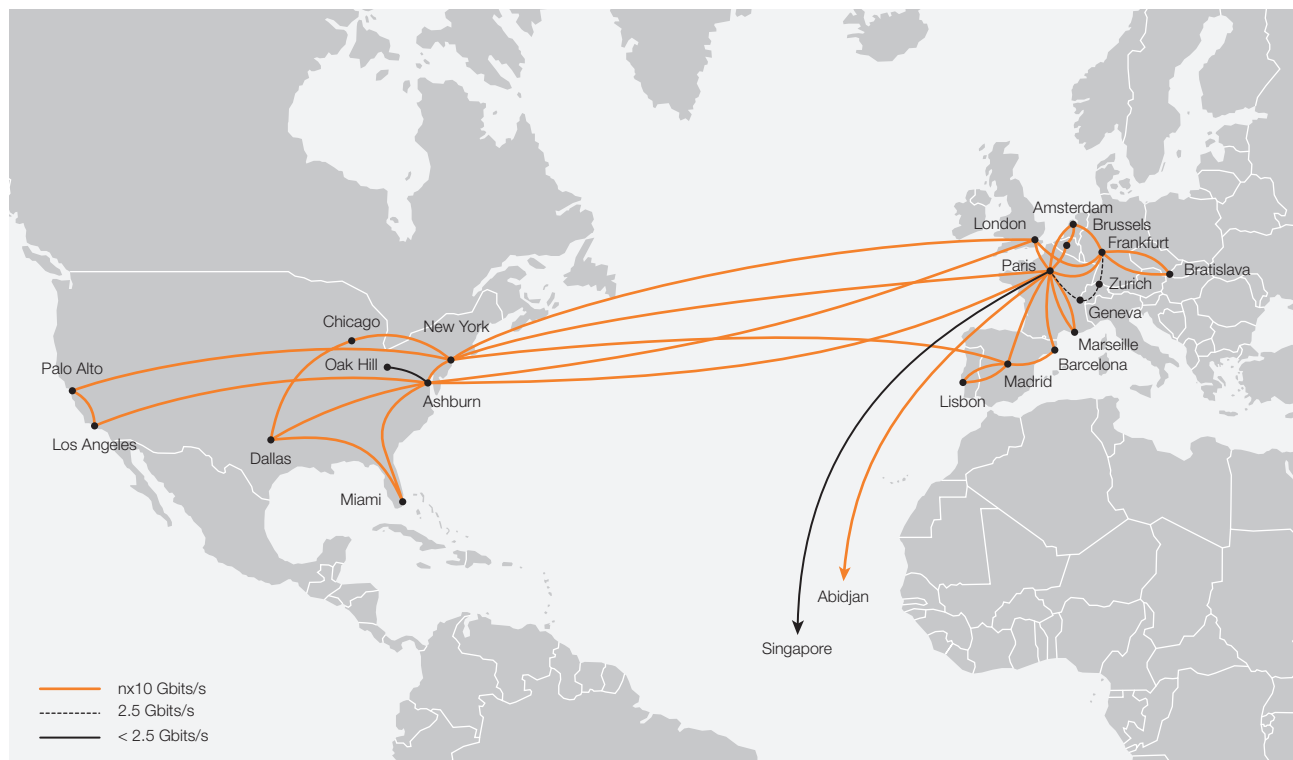 Amsterdam
London
Brussels
Frankfurt
Paris
Bratislava
Zurich
Geneva
Chicago
New York
Marseille
Oak Hill
Barcelona
Palo Alto
Madrid
Ashburn
Lisbon
Los Angeles
Dallas
Miami
Abidjan
Singapore
nx10 Gbits/s
2.5 Gbits/s
< 2.5 Gbits/s